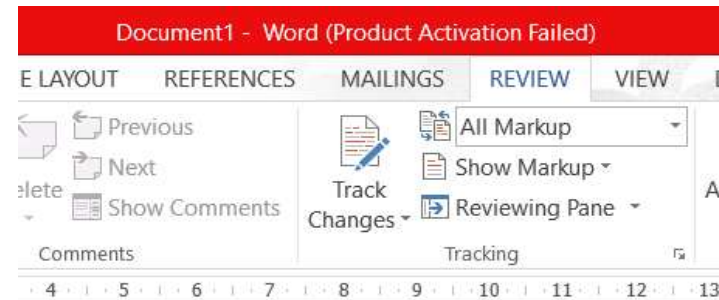 Document1 - Word (Product Activation Failed)
E LAYOUT REFERENCES MAILINGS REVIEW VIEW
Previous
Next
elete
Show Comments
Comments
Track
Changes
All Markup
Show Markup
Reviewing Pane
Tracking
A
4 5 6 7 8 9 10 11 12 13